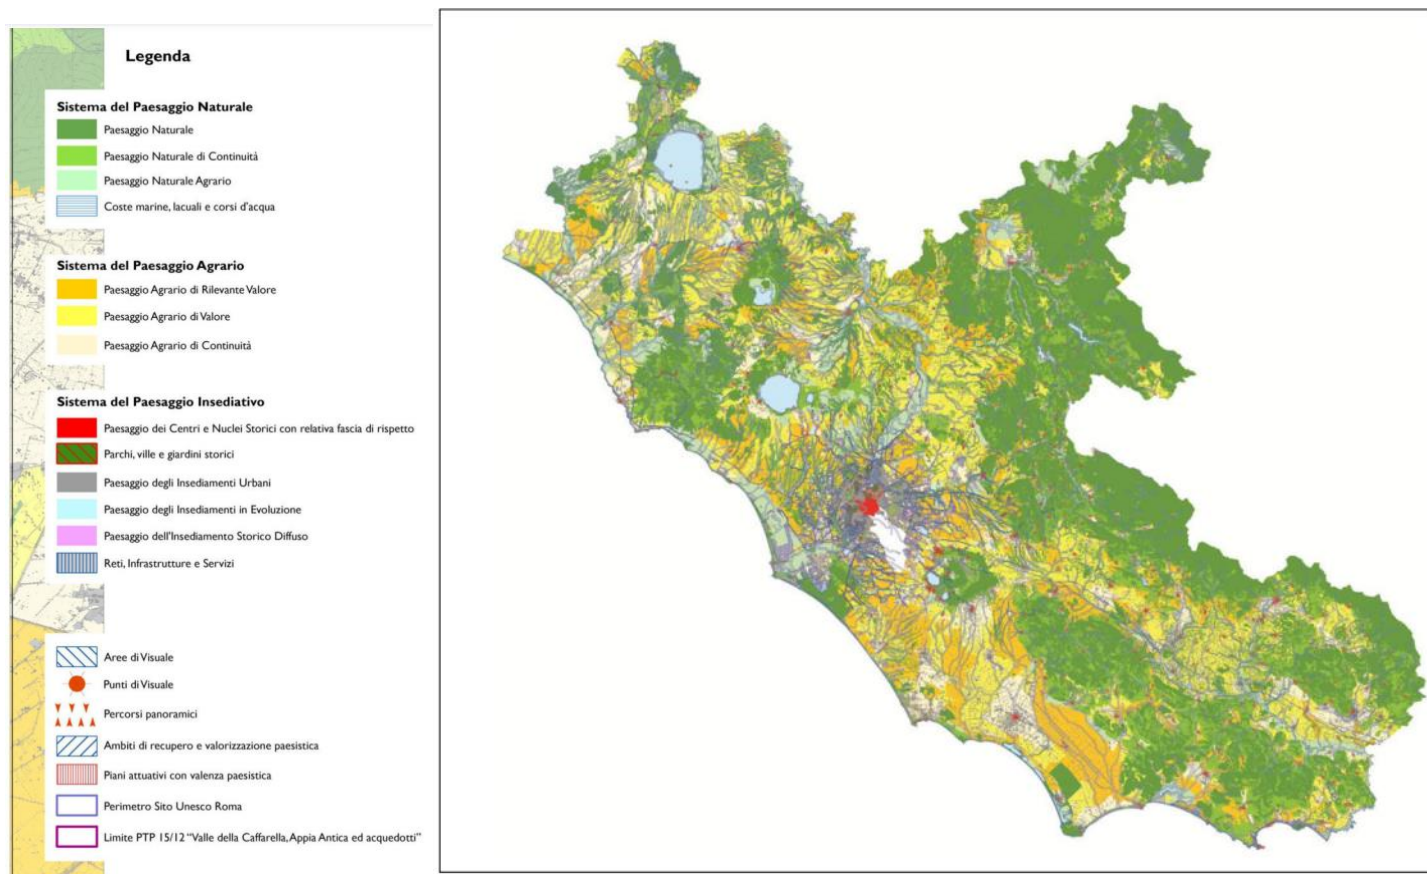 Legenda
Sistema del Paesaggio Naturale
Paesaggio Naturale
Paesaggio Naturale di Continuità
Paesaggio Naturale Agrario
Coste marine, lacuali e corsi d'acqua
Sistema del Paesaggio Agrario
Paesaggio Agrario di Rilevante Valore
Paesaggio Agrario di Valore
Paesaggio Agrario di Continuità
Sistema del Paesaggio Insediativo
Paesaggio dei Centri e Nuclei Storici con relativa fascia di rispetto
Parchi, ville e giardini storici
Paesaggio degli Insediamenti Urbani
Paesaggio degli Insediamenti in Evoluzione
Paesaggio dell'Insediamento Storico Diffuso
Reti, Infrastrutture e Servizi
Aree di Visuale
Punti di Visuale
Percorsi panoramici
Ambiti di recupero e valorizzazione paesistica
Piani attuativi con valenza paesistica
Perimetro Sito Unesco Roma
Limite PTP 15/12 "Valle della Caffarella, Appia Antica ed acquedotti"